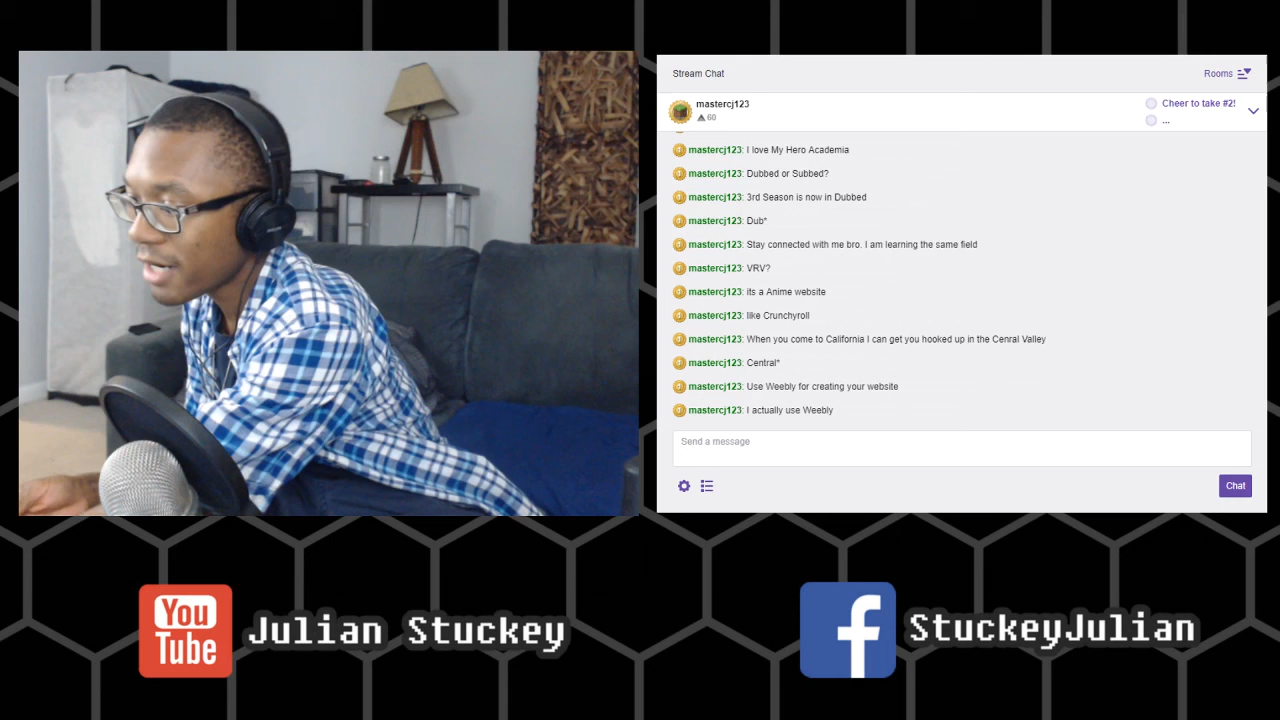 Stream Chat
Rooms
mastercj123
60
Cheer to take #2!
...
mastercj123: I love My Hero Academia
mastercj123: Dubbed or Subbed?
mastercj123: 3rd Season is now in Dubbed
mastercj123: Dub*
mastercj123: Stay connected with me bro. I am learning the same field
mastercj123: VRV?
mastercj123: its a Anime website
mastercj123: like Crunchyroll
mastercj123: When you come to California I can get you hooked up in the Cenral Valley
mastercj123: Central*
mastercj123: Use Weebly for creating your website
mastercj123: I actually use Weebly
Send a message
Chat
You
Tube
Julian Stuckey
f
StuckeyJulian